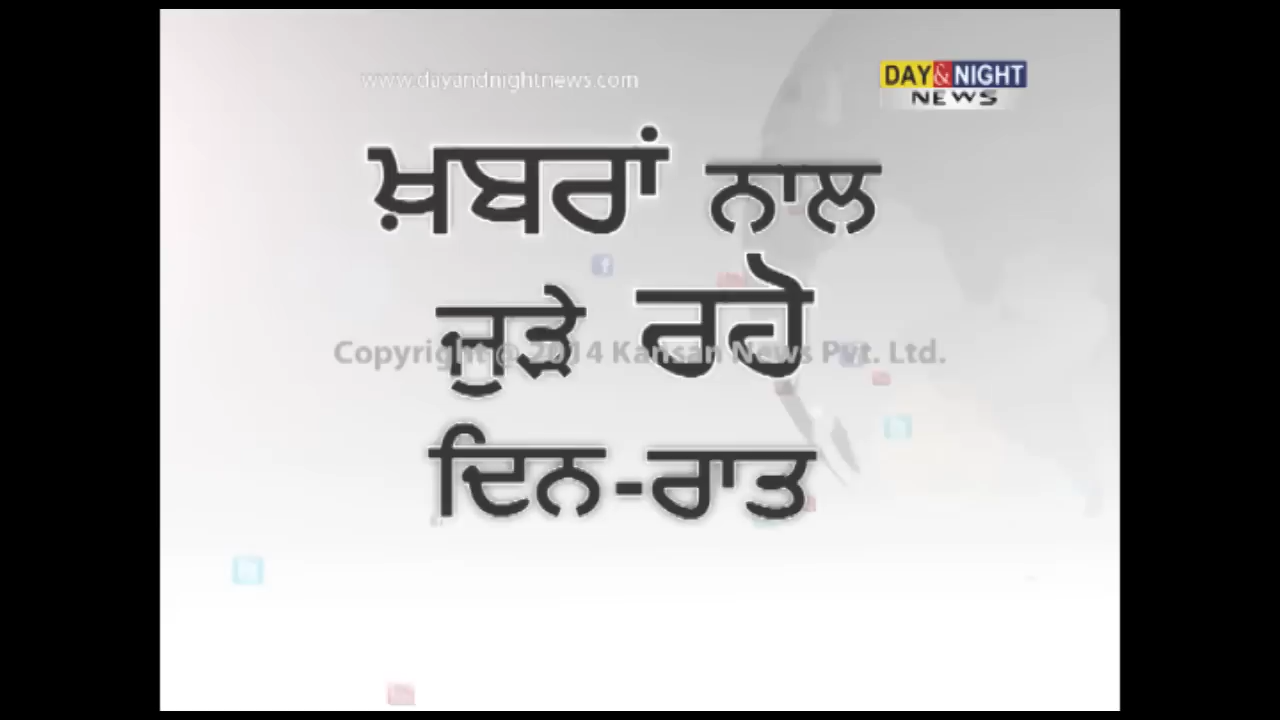 www.dayandnightnews.com
DAY&NIGHT
NEWS
ਖ਼ਬਰਾਂ ਨਾਲ
ਜੁੜੇ ਰਹੋ
Copyright @ 2014 Kansan News Pvt. Ltd.
ਦਿਨ-ਰਾਤ